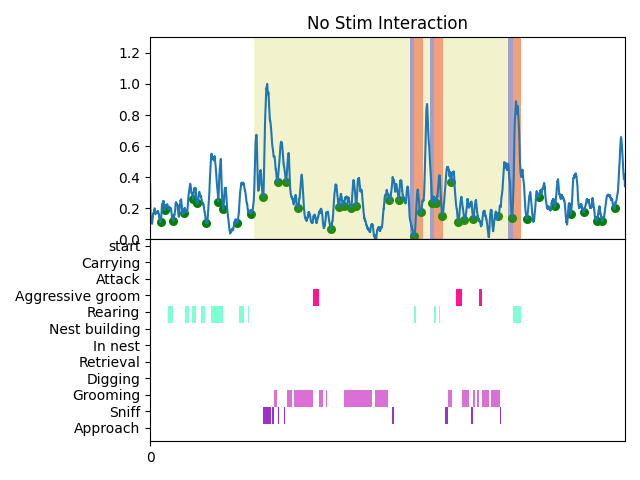 No Stim Interaction
1.2
1.0
0.8
0.6
0.4
0.2
0.0
start
Carrying
Attack
Aggressive groom
Rearing
Nest building
In nest
Retrieval
Digging
Grooming
Sniff
Approach
0